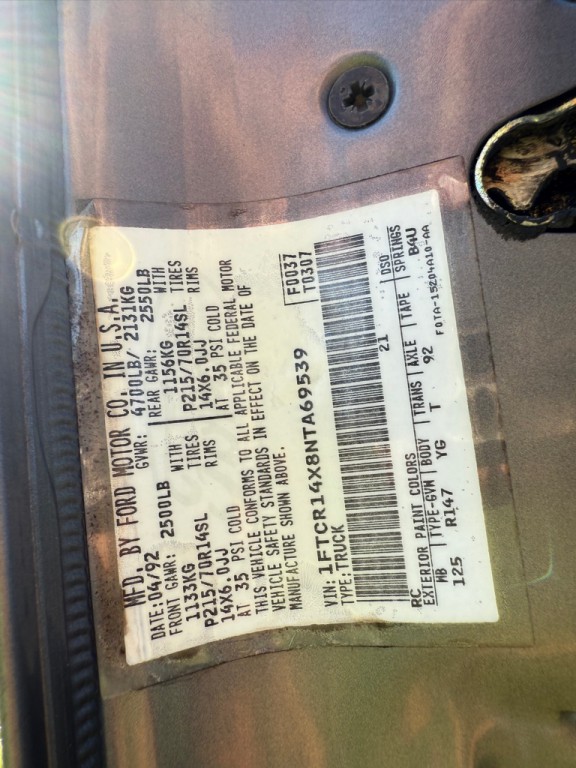 MFD. BY FORD MOTOR CO. IN U.S.A.
DATE: 04/92 GVWR: 4700LB/ 2131KG
FRONT GAWR: 2500LB REAR GAWR: 2550LB
1133KG WITH 1156KG WITH
P215/70R14SL TIRES P215/70R14SL TIRES
14X6.0JJ RIMS 14X6.0JJ RIMS
AT 35 PSI COLD AT 35 PSI COLD
THIS VEHICLE CONFORMS TO ALL APPLICABLE FEDERAL MOTOR
VEHICLE SAFETY STANDARDS IN EFFECT ON THE DATE OF
MANUFACTURE SHOWN ABOVE.
F0037
T0307
VIN: 1FTCR14X8NTA69539
TYPE: TRUCK
21
RC DSO
EXTERIOR PAINT COLORS
MB TYPE-GVM BODY TRANS AXLE TAPE SPRINGS
125 R147 YG T 92 B4U
F0TA-15204A10-AA